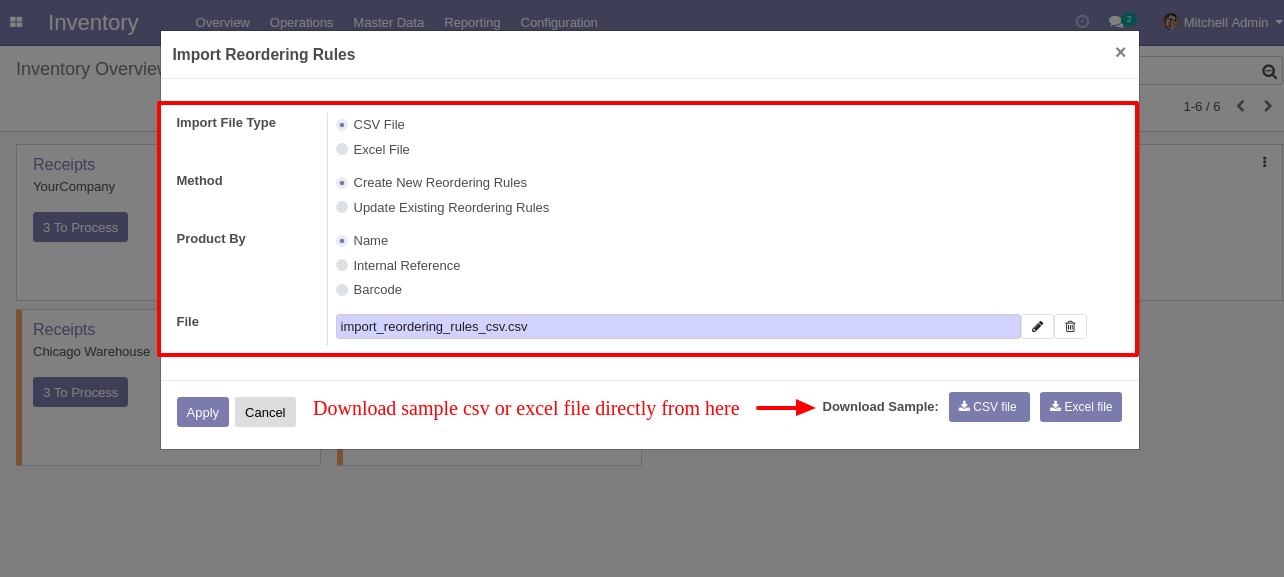 Inventory Overview Operations Master Data Reporting Configuration 2 Mitchell Admin
Import Reordering Rules ×
Inventory Overview
1-6 / 6
Import File Type CSV File
Excel File
Method Create New Reordering Rules
Update Existing Reordering Rules
Product By Name
Internal Reference
Barcode
File import_reordering_rules_csv.csv
Receipts
YourCompany
3 To Process
Receipts
Chicago Warehouse
3 To Process
Apply Cancel Download sample csv or excel file directly from here Download Sample: CSV file Excel file